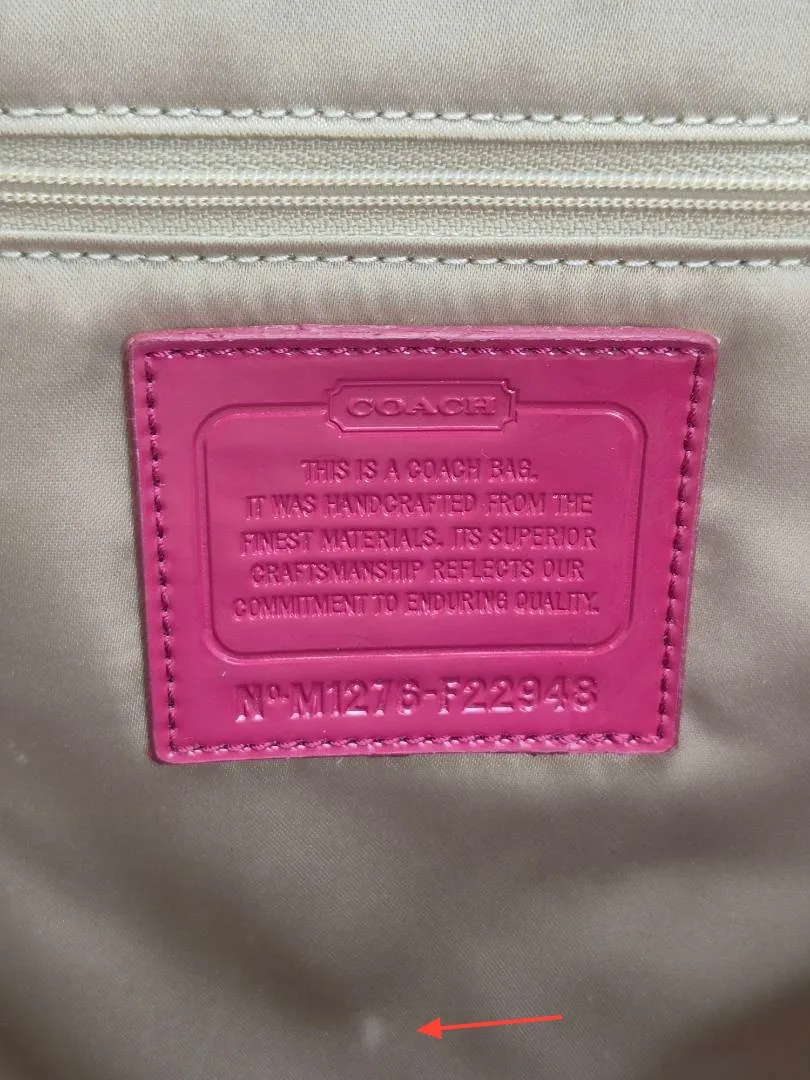 COACH
THIS IS A COACH BAG.
IT WAS HANDCRAFTED FROM THE
FINEST MATERIALS. ITS SUPERIOR
CRAFTSMANSHIP REFLECTS OUR
COMMITMENT TO ENDURING QUALITY.
Nº M1276-F22948